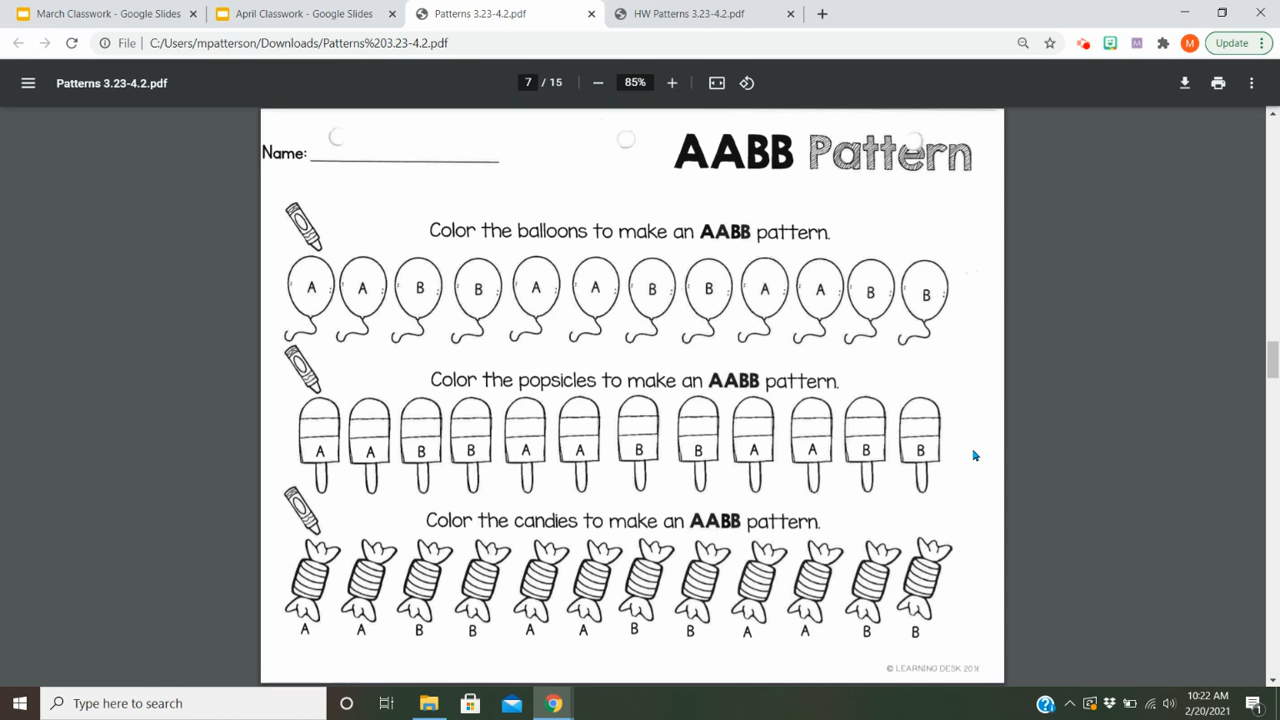 March Classwork - Google Slides
April Classwork - Google Slides
Patterns 3.23-4.2.pdf
HW Patterns 3.23-4.2.pdf
File
C:/Users/mpatterson/Downloads/Patterns%203.23-4.2.pdf
M
M
Update
Patterns 3.23-4.2.pdf
7 / 15
85%
Name:
AABB Pattern
Color the balloons to make an AABB pattern.
A A B B A A B B A A B B
Color the popsicles to make an AABB pattern.
A A B B A A B B A A B B
Color the candies to make an AABB pattern.
A A B B A A B B A A B B
Type here to search
10:22 AM
2/20/2021
1